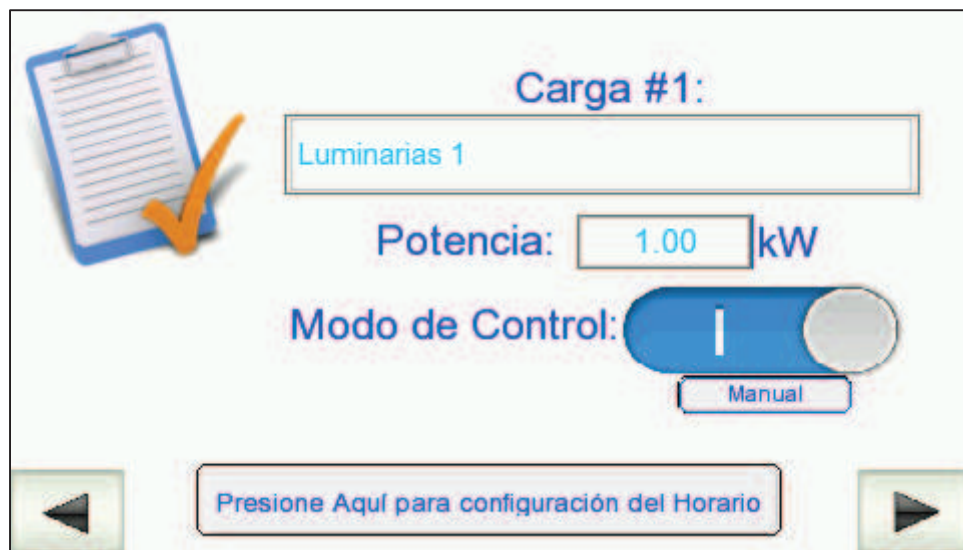 Carga #1:
Luminarias 1
Potencia: 1.00 kW
Modo de Control: I
Manual
Presione Aquí para configuración del Horario